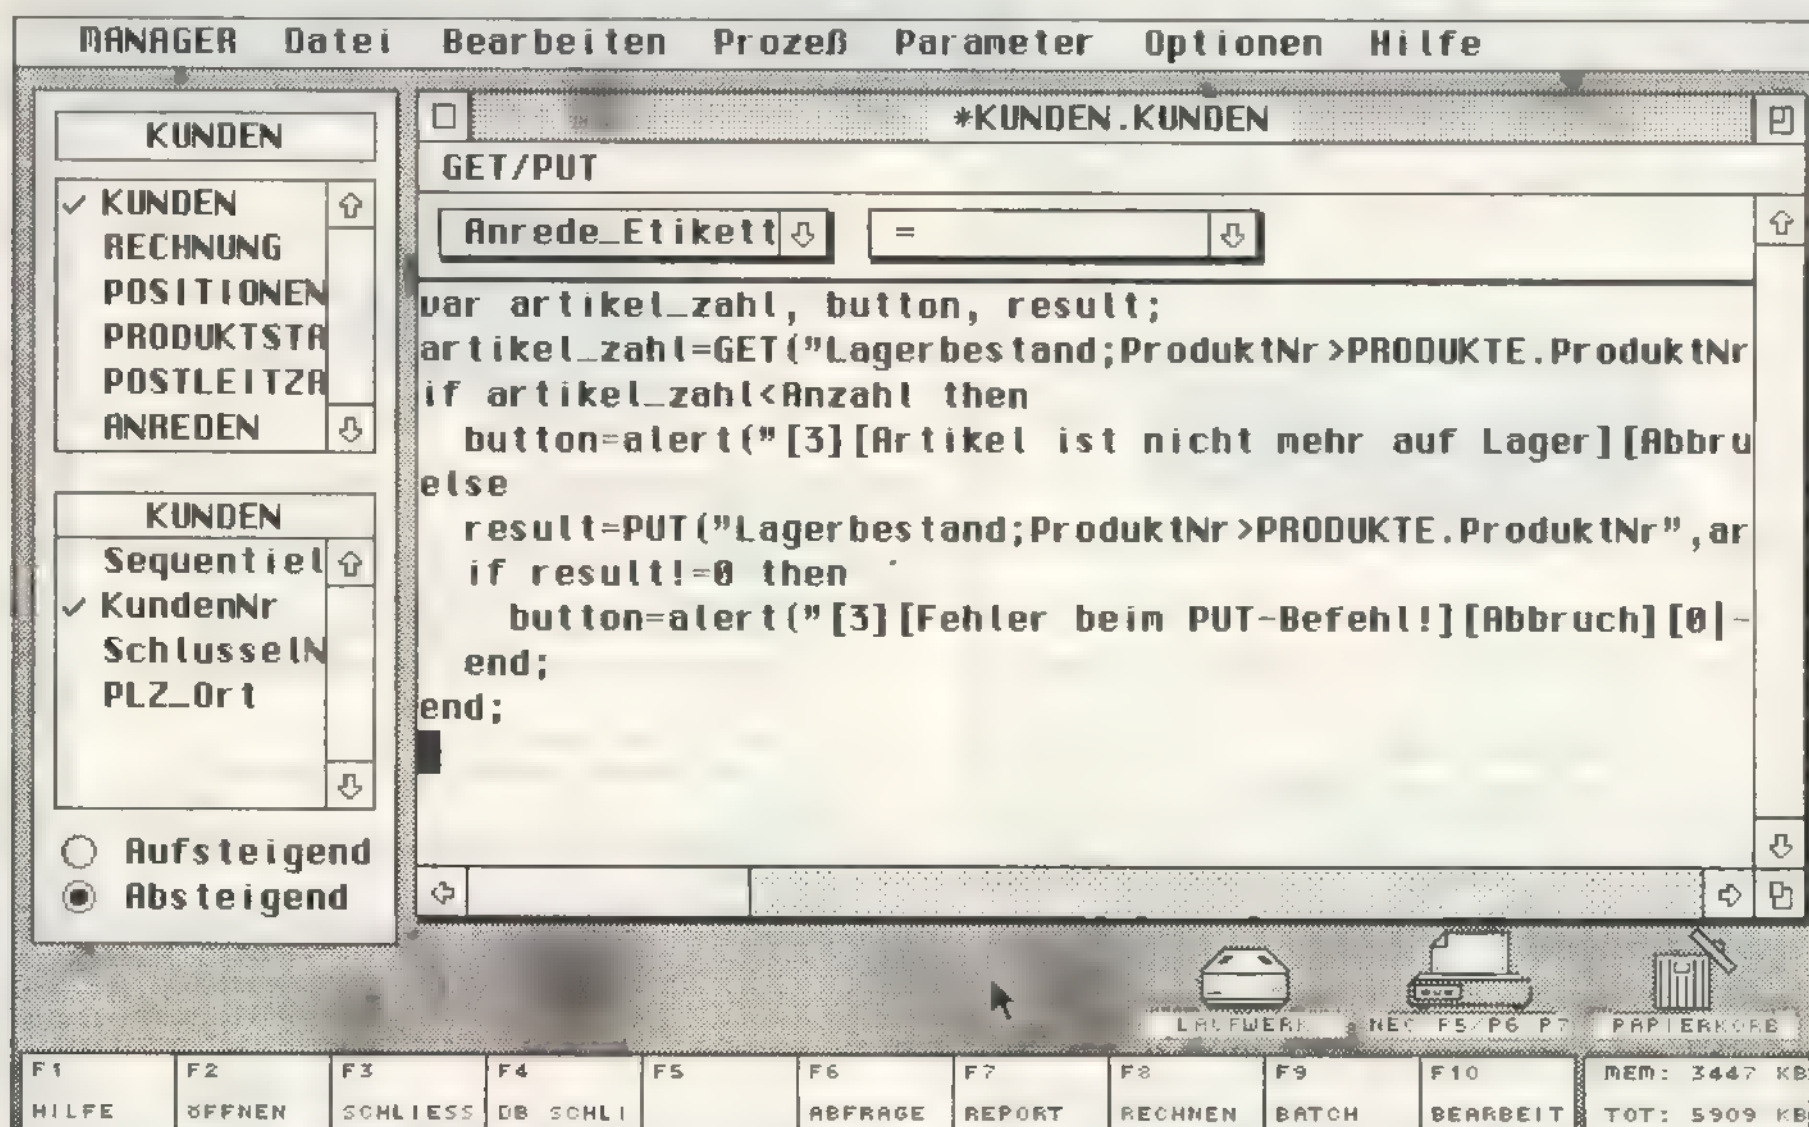 MANAGER Datei Bearbeiten Prozeß Parameter Optionen Hilfe
KUNDEN
KUNDEN
RECHNUNG
POSITIONEN
PRODUKTSTA
POSTLEITZA
ANREDEN
KUNDEN
Sequentiel
KundenNr
SchlusselN
PLZ_Ort
Aufsteigend
Absteigend
*KUNDEN.KUNDEN
GET/PUT
Anrede_Etikett =
var artikel_zahl, button, result;
artikel_zahl=GET("Lagerbestand;ProduktNr>PRODUKTE.ProduktNr
if artikel_zahl<Anzahl then
button=alert("[3][Artikel ist nicht mehr auf Lager][Abbru
else
result=PUT("Lagerbestand;ProduktNr>PRODUKTE.ProduktNr",ar
if result!=0 then
button=alert("[3][Fehler beim PUT-Befehl!][Abbruch][0|-
end;
end;
LAUFWERK NEC F5/P6 P7 PAPIERKORB
F1 F2 F3 F4 F5 F6 F7 F8 F9 F10 MEM: 3447 KB
HILFE ÖFFNEN SCHLIESS DB SCHLI ABFRAGE REPORT RECHNEN BATCH BEARBEIT TOT: 5909 KB